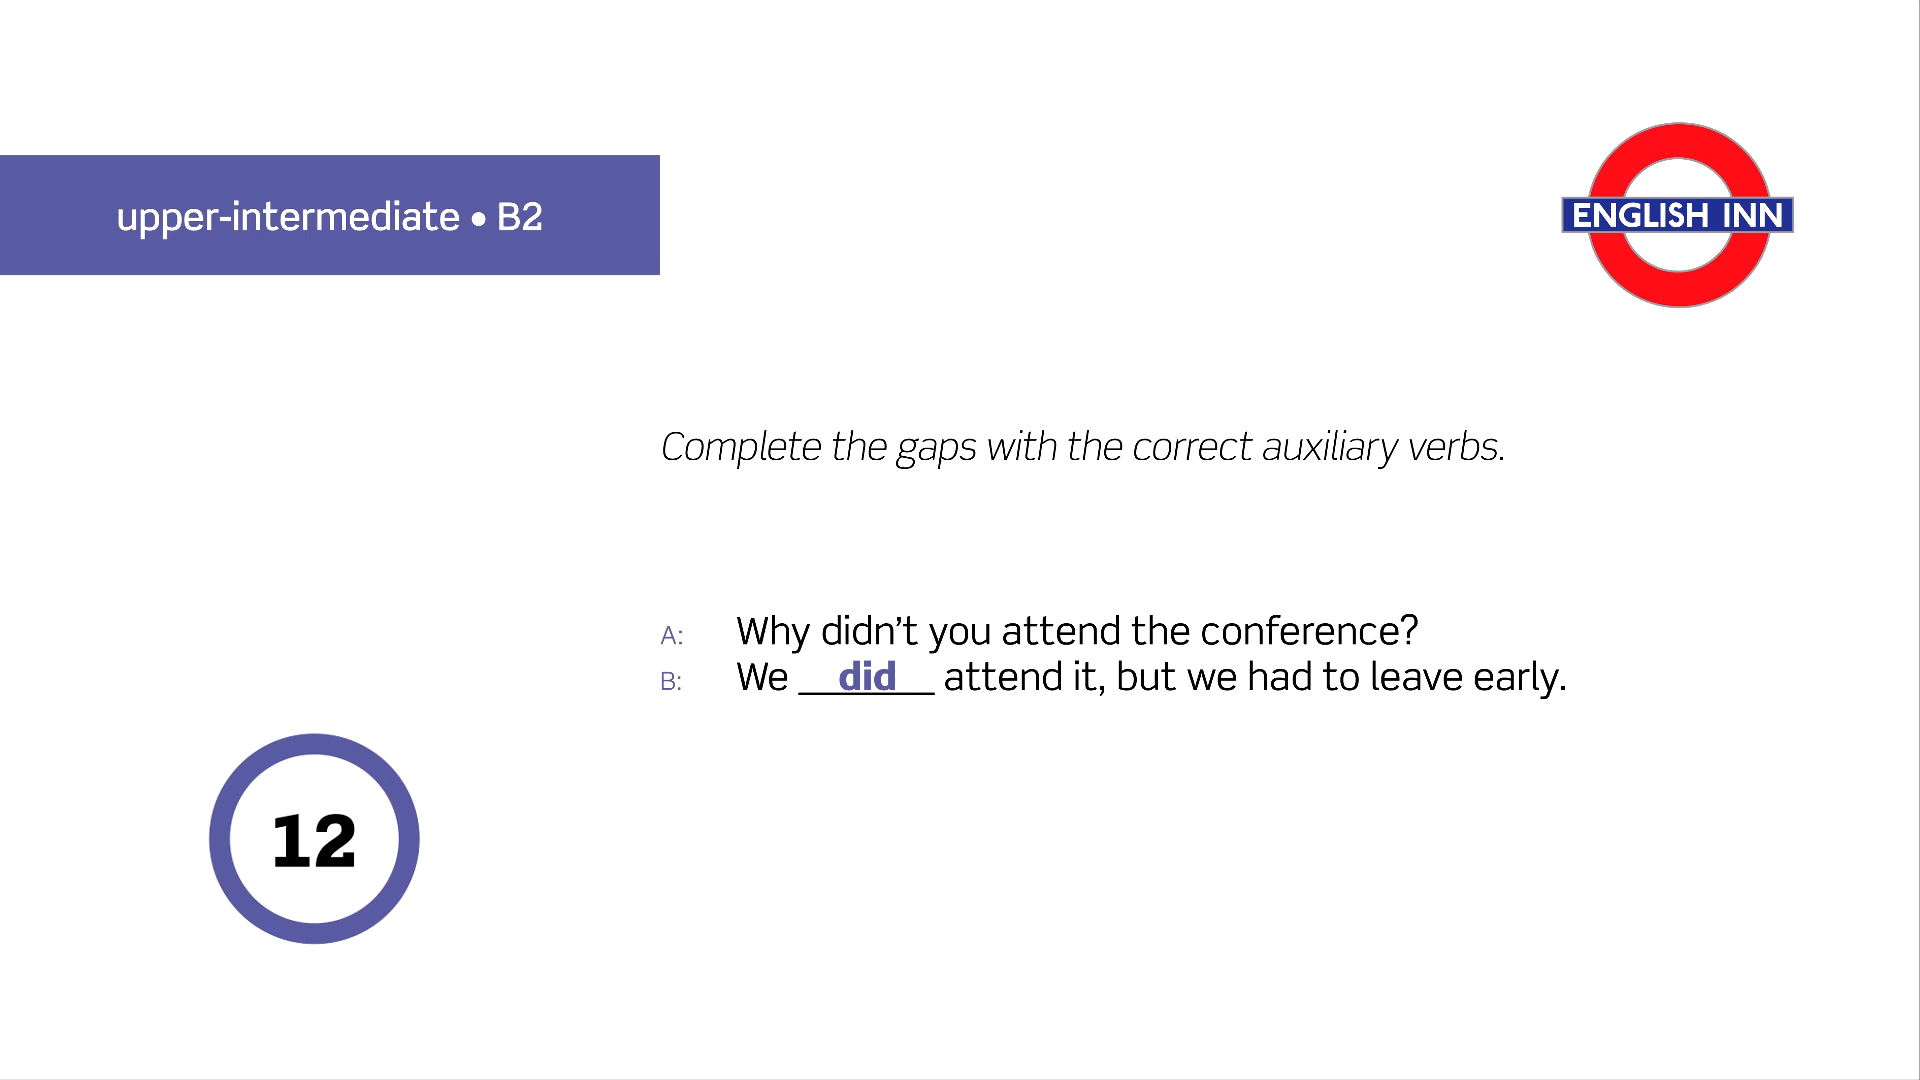 upper-intermediate • B2
ENGLISH INN
Complete the gaps with the correct auxiliary verbs.
A: Why didn’t you attend the conference?
B: We did attend it, but we had to leave early.
12